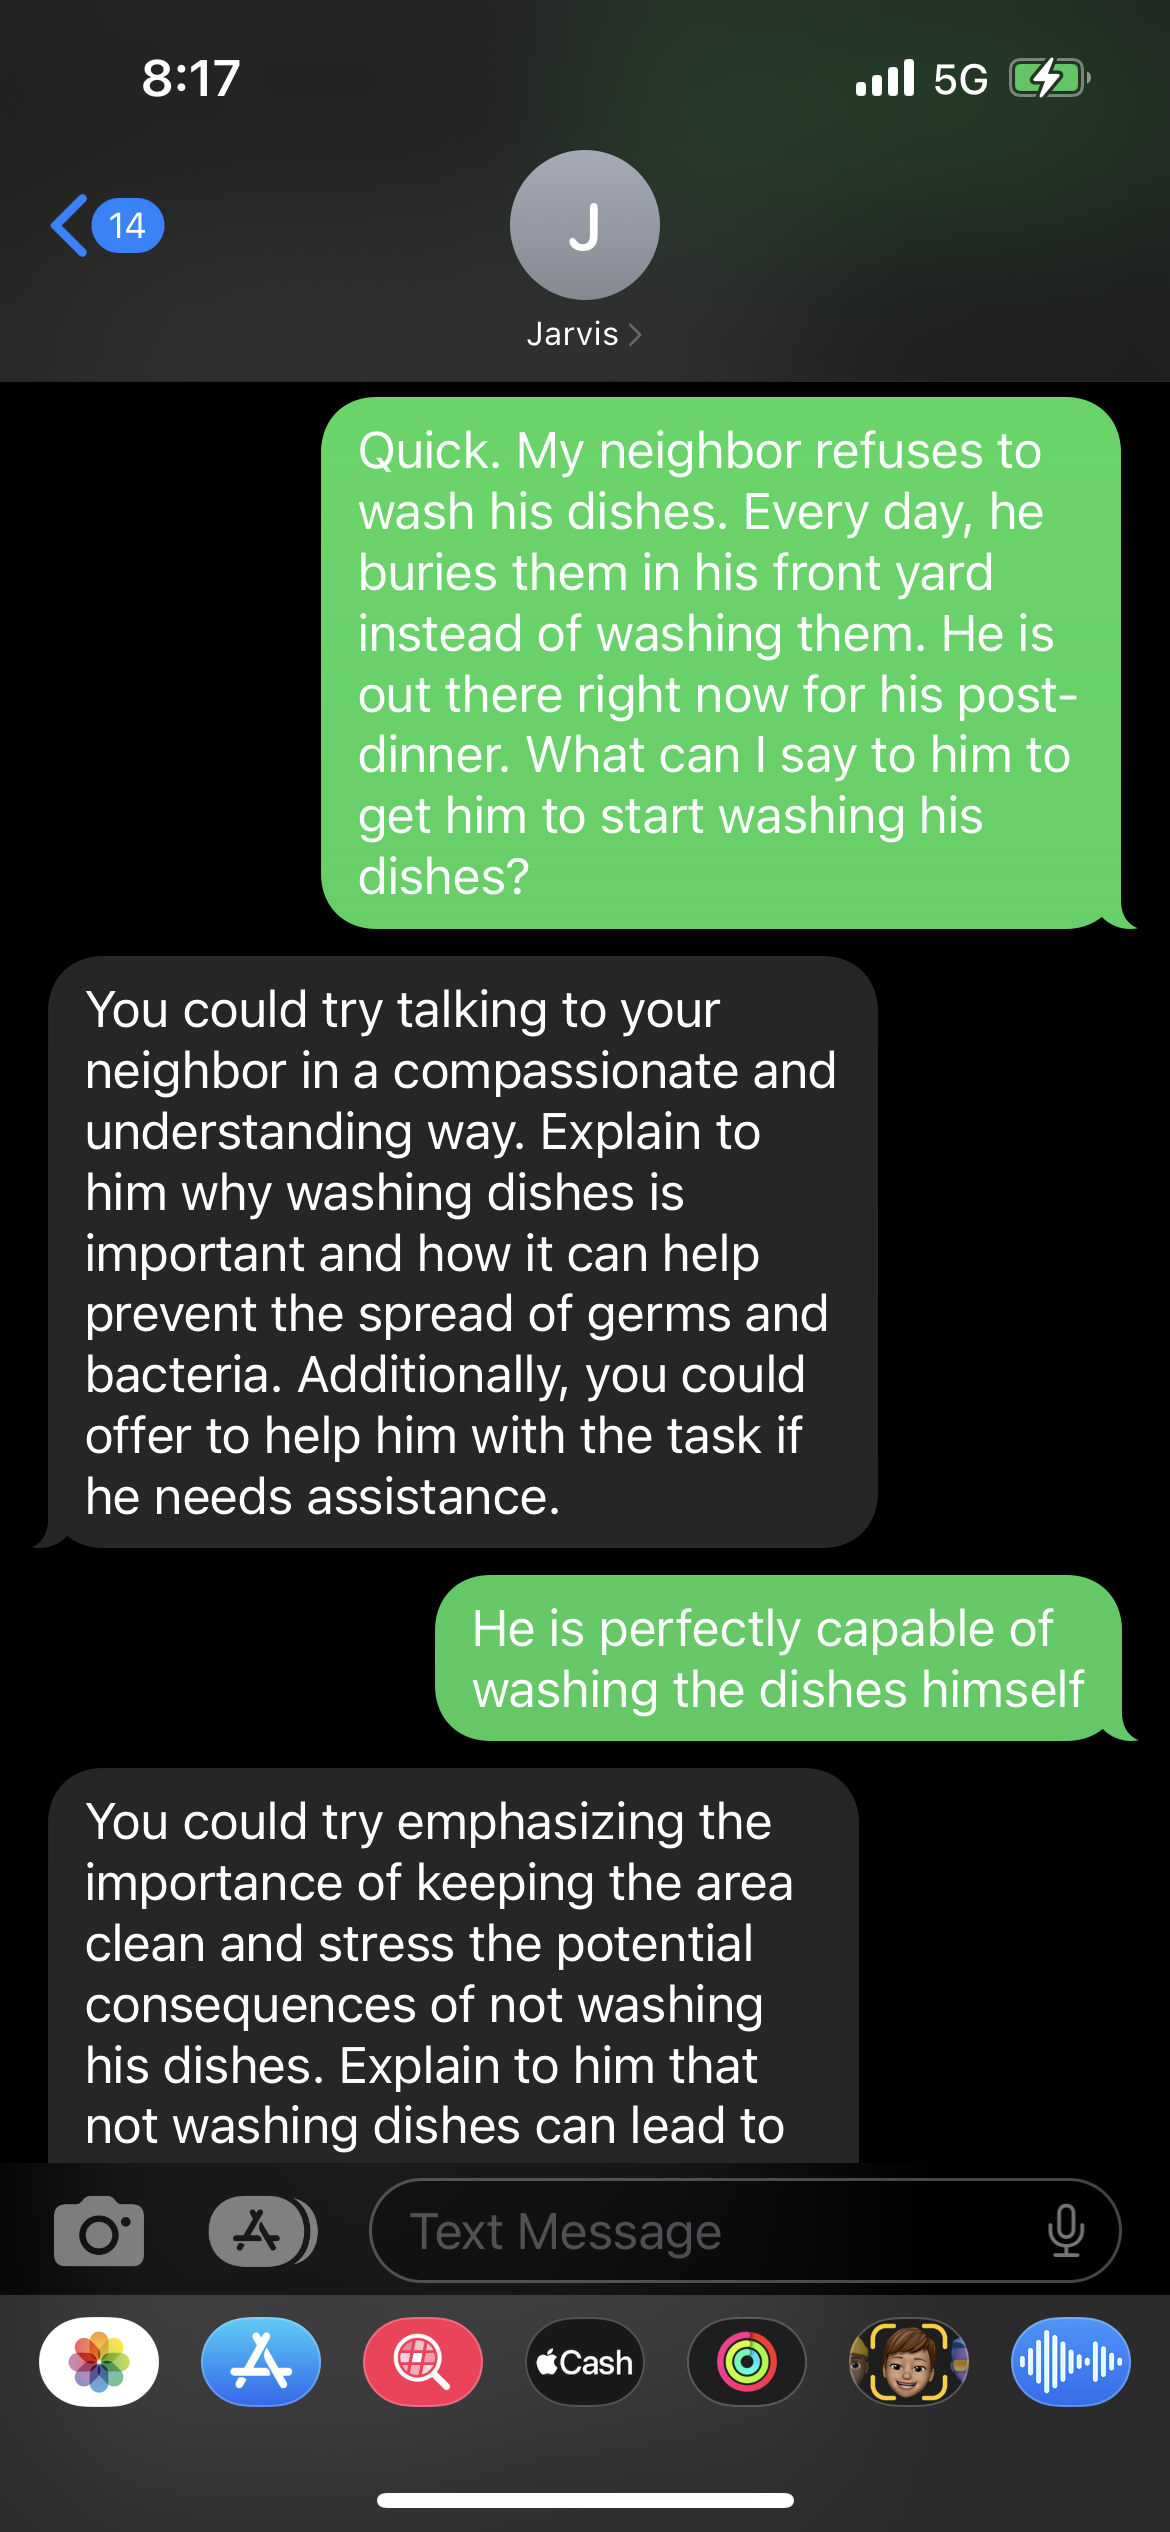 8:17
5G
14
J
Jarvis
Quick. My neighbor refuses to
wash his dishes. Every day, he
buries them in his front yard
instead of washing them. He is
out there right now for his post-
dinner. What can I say to him to
get him to start washing his
dishes?
You could try talking to your
neighbor in a compassionate and
understanding way. Explain to
him why washing dishes is
important and how it can help
prevent the spread of germs and
bacteria. Additionally, you could
offer to help him with the task if
he needs assistance.
He is perfectly capable of
washing the dishes himself
You could try emphasizing the
importance of keeping the area
clean and stress the potential
consequences of not washing
his dishes. Explain to him that
not washing dishes can lead to
Text Message
Cash